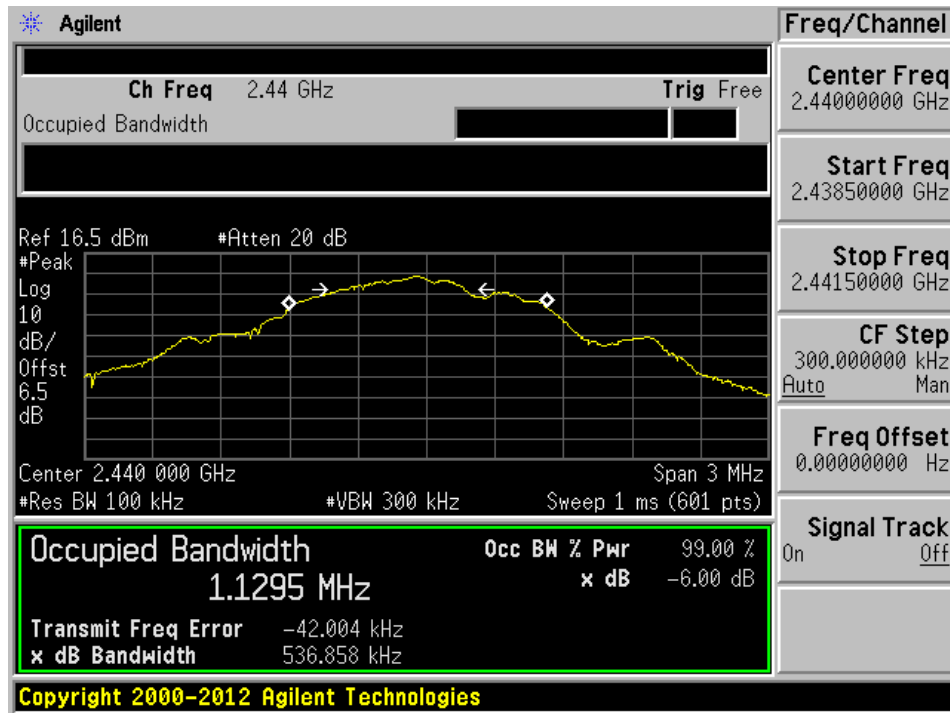 Agilent
Freq/Channel
Ch Freq 2.44 GHz Trig Free
Occupied Bandwidth
Center Freq
2.44000000 GHz
Start Freq
2.43850000 GHz
Stop Freq
2.44150000 GHz
CF Step
300.000000 kHz
Auto Man
Freq Offset
0.00000000 Hz
Signal Track
On Off
Ref 16.5 dBm #Atten 20 dB
#Peak
Log
10
dB/
Offst
6.5
dB
Center 2.440 000 GHz Span 3 MHz
#Res BW 100 kHz #VBW 300 kHz Sweep 1 ms (601 pts)
Occupied Bandwidth
1.1295 MHz
Occ BW % Pwr 99.00 %
x dB -6.00 dB
Transmit Freq Error -42.004 kHz
x dB Bandwidth 536.858 kHz
Copyright 2000-2012 Agilent Technologies